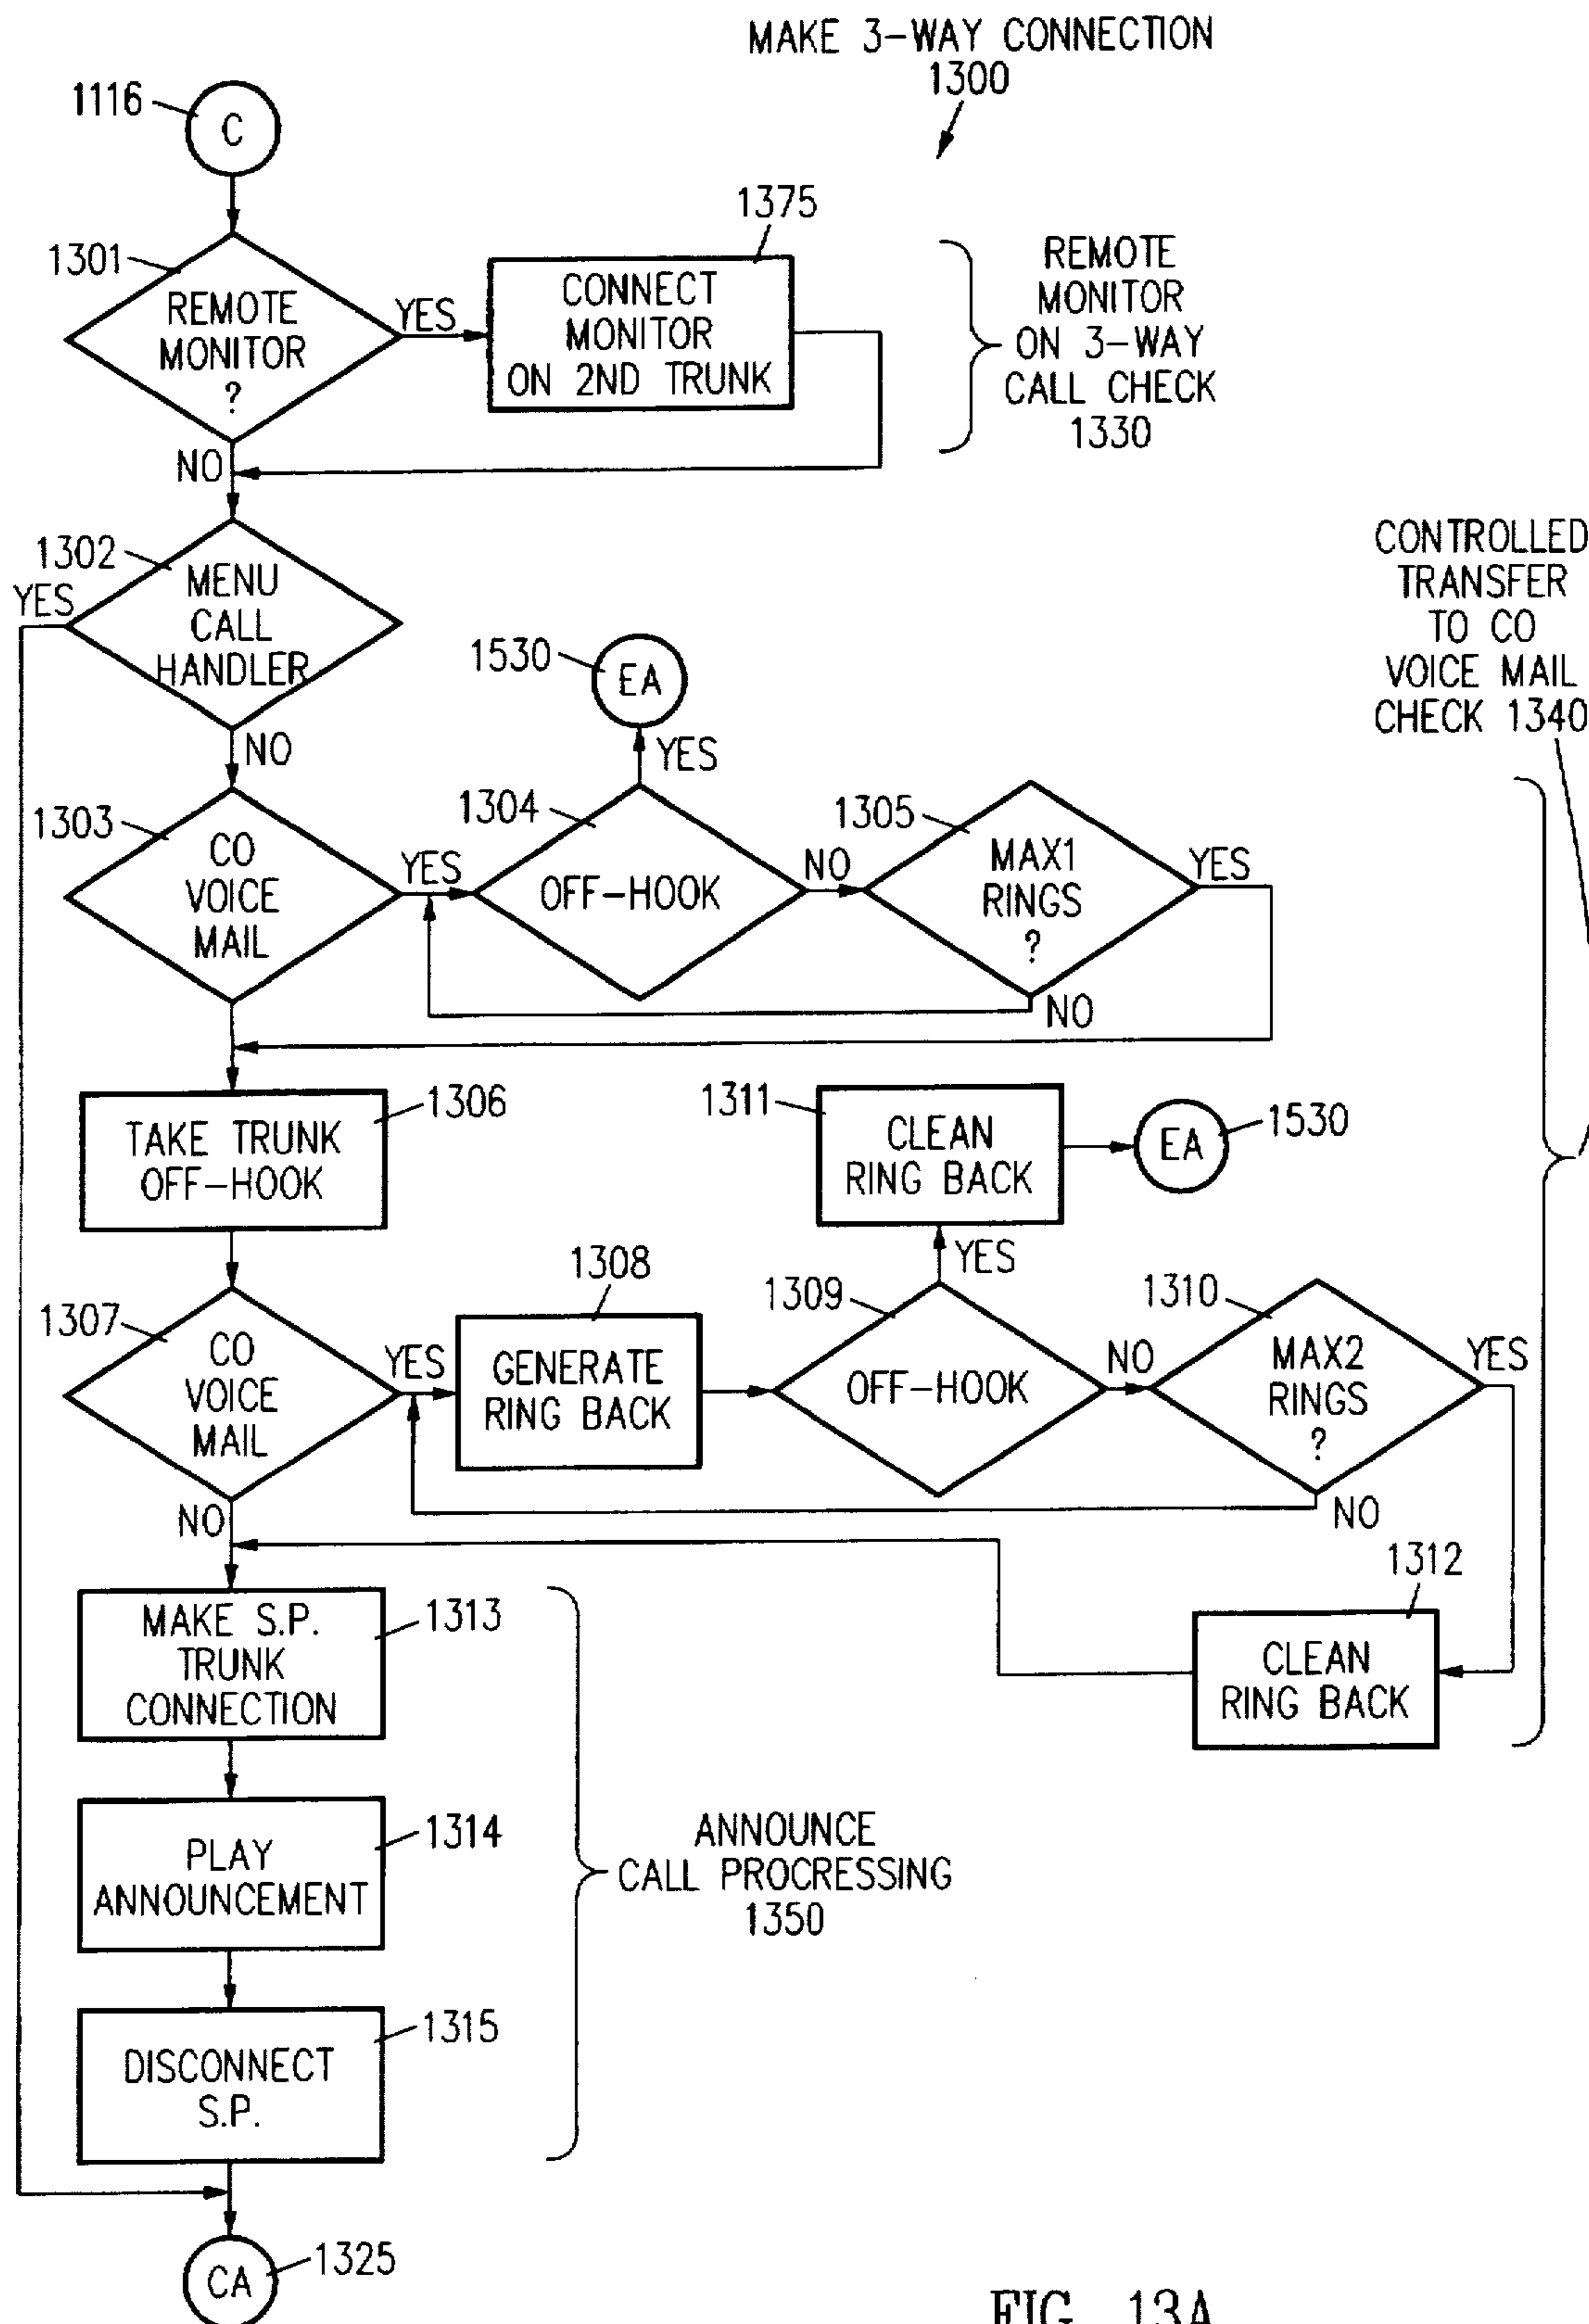 MAKE 3-WAY CONNECTION
1300
1116
C
1375
1301
REMOTE
MONITOR
?
YES
CONNECT
MONITOR
ON 2ND TRUNK
REMOTE
MONITOR
ON 3-WAY
CALL CHECK
1330
NO
1302
YES
MENU
CALL
HANDLER
NO
CONTROLLED
TRANSFER
TO CO
VOICE MAIL
CHECK 1340
1530
EA
YES
1303
CO
VOICE
MAIL
YES
1304
OFF-HOOK
NO
1305
MAX1
RINGS
?
YES
NO
1306
TAKE TRUNK
OFF-HOOK
1311
CLEAN
RING BACK
EA
1530
YES
1307
CO
VOICE
MAIL
YES
1308
GENERATE
RING BACK
1309
OFF-HOOK
NO
1310
MAX2
RINGS
?
YES
NO
NO
1312
CLEAN
RING BACK
MAKE S.P.
TRUNK
CONNECTION
1313
PLAY
ANNOUNCEMENT
1314
ANNOUNCE
CALL PROCRESSING
1350
DISCONNECT
S.P.
1315
CA
1325
FIG. 13A